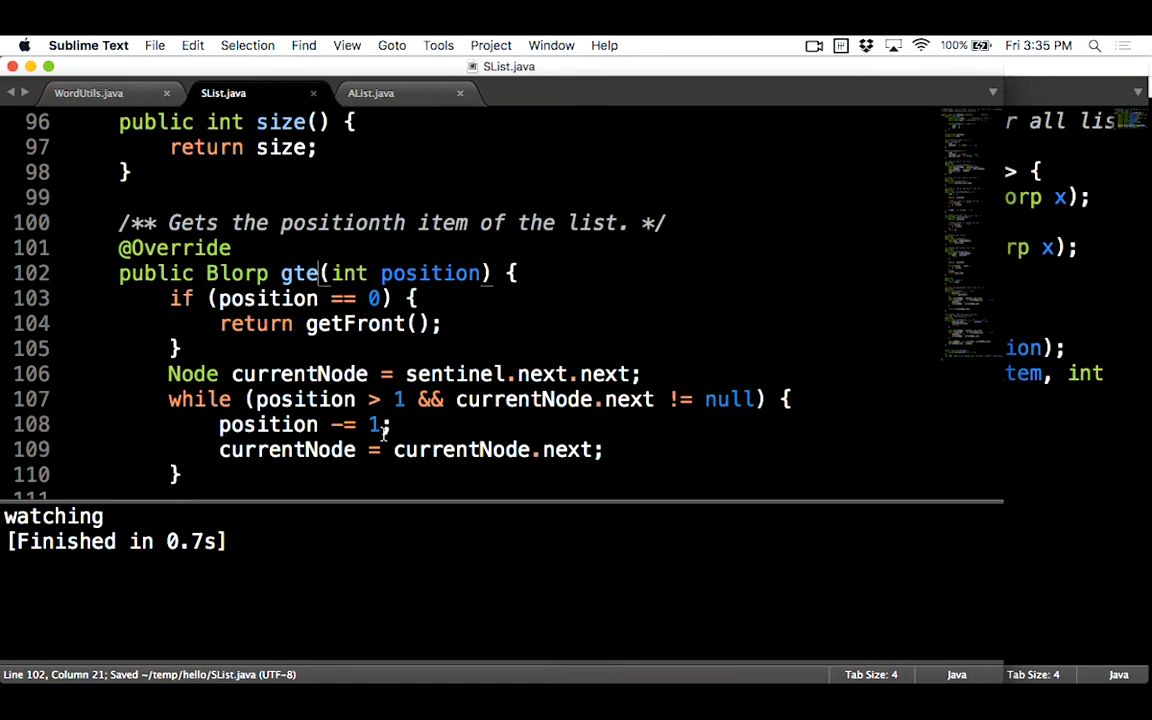 Sublime Text File Edit Selection Find View Goto Tools Project Window Help 100% Fri 3:35 PM
SList.java
WordUtils.java × SList.java × AList.java ×
96 public int size() {
97 return size;
98 }
99
100 /** Gets the positionth item of the list. */
101 @Override
102 public Blorp gte(int position) {
103 if (position == 0) {
104 return getFront();
105 }
106 Node currentNode = sentinel.next.next;
107 while (position > 1 && currentNode.next != null) {
108 position -= 1;
109 currentNode = currentNode.next;
110 }
111
r all lis
> {
orp x);
rp x);
ion);
tem, int
watching
[Finished in 0.7s]
Line 102, Column 21; Saved ~/temp/hello/SList.java (UTF-8) Tab Size: 4 Java Tab Size: 4 Java